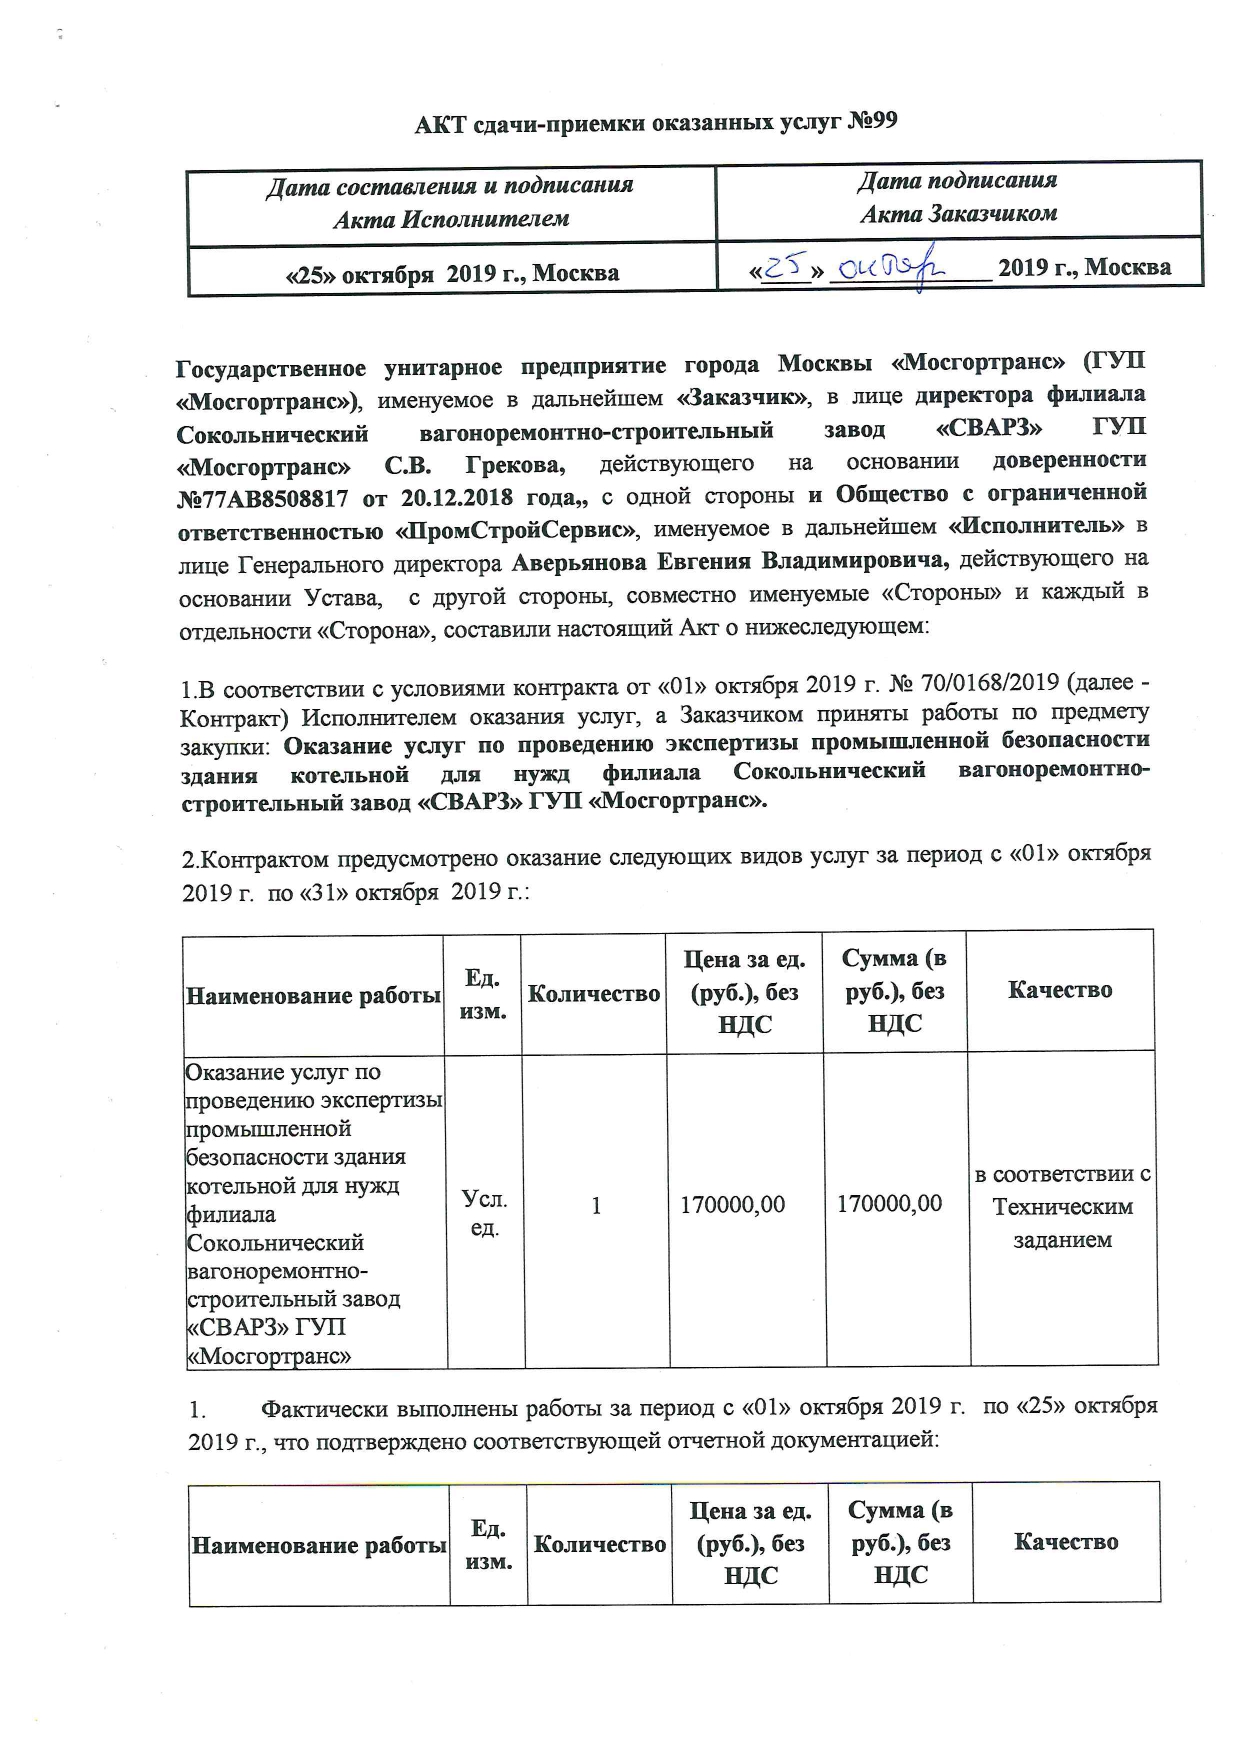 АКТ сдачи-приемки оказанных услуг №99
Дата составления и подписания
Акта Исполнителем
Дата подписания
Акта Заказчиком
«25» октября 2019 г., Москва
«25» октября 2019 г., Москва
Государственное унитарное предприятие города Москвы «Мосгортранс» (ГУП
«Мосгортранс»), именуемое в дальнейшем «Заказчик», в лице директора филиала
Сокольнический вагоноремонтно-строительный завод «СВАРЗ» ГУП
«Мосгортранс» С.В. Грекова, действующего на основании доверенности
№77АВ8508817 от 20.12.2018 года,, с одной стороны и Общество с ограниченной
ответственностью «ПромСтройСервис», именуемое в дальнейшем «Исполнитель» в
лице Генерального директора Аверьянова Евгения Владимировича, действующего на
основании Устава, с другой стороны, совместно именуемые «Стороны» и каждый в
отдельности «Сторона», составили настоящий Акт о нижеследующем:
1.В соответствии с условиями контракта от «01» октября 2019 г. № 70/0168/2019 (далее -
Контракт) Исполнителем оказания услуг, а Заказчиком приняты работы по предмету
закупки: Оказание услуг по проведению экспертизы промышленной безопасности
здания котельной для нужд филиала Сокольнический вагоноремонтно-
строительный завод «СВАРЗ» ГУП «Мосгортранс».
2.Контрактом предусмотрено оказание следующих видов услуг за период с «01» октября
2019 г. по «31» октября 2019 г.:
Наименование работы
Ед.
изм.
Количество
Цена за ед.
(руб.), без
НДС
Сумма (в
руб.), без
НДС
Качество
Оказание услуг по
проведению экспертизы
промышленной
безопасности здания
котельной для нужд
филиала
Сокольнический
вагоноремонтно-
строительный завод
«СВАРЗ» ГУП
«Мосгортранс»
Усл.
ед.
1
170000,00
170000,00
в соответствии с
Техническим
заданием
1. Фактически выполнены работы за период с «01» октября 2019 г. по «25» октября
2019 г., что подтверждено соответствующей отчетной документацией:
Наименование работы
Ед.
изм.
Количество
Цена за ед.
(руб.), без
НДС
Сумма (в
руб.), без
НДС
Качество